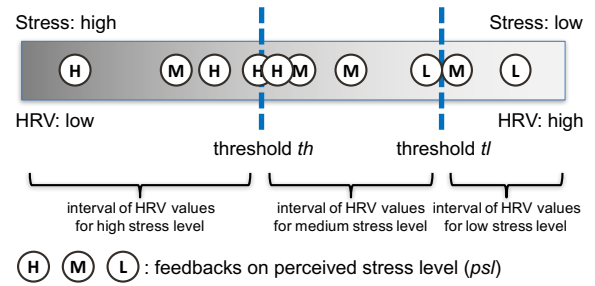 Stress: high Stress: low
H M H H H M M L M L
HRV: low HRV: high
threshold th threshold tl
interval of HRV values interval of HRV values interval of HRV values
for high stress level for medium stress level for low stress level
H M L : feedbacks on perceived stress level (psl)